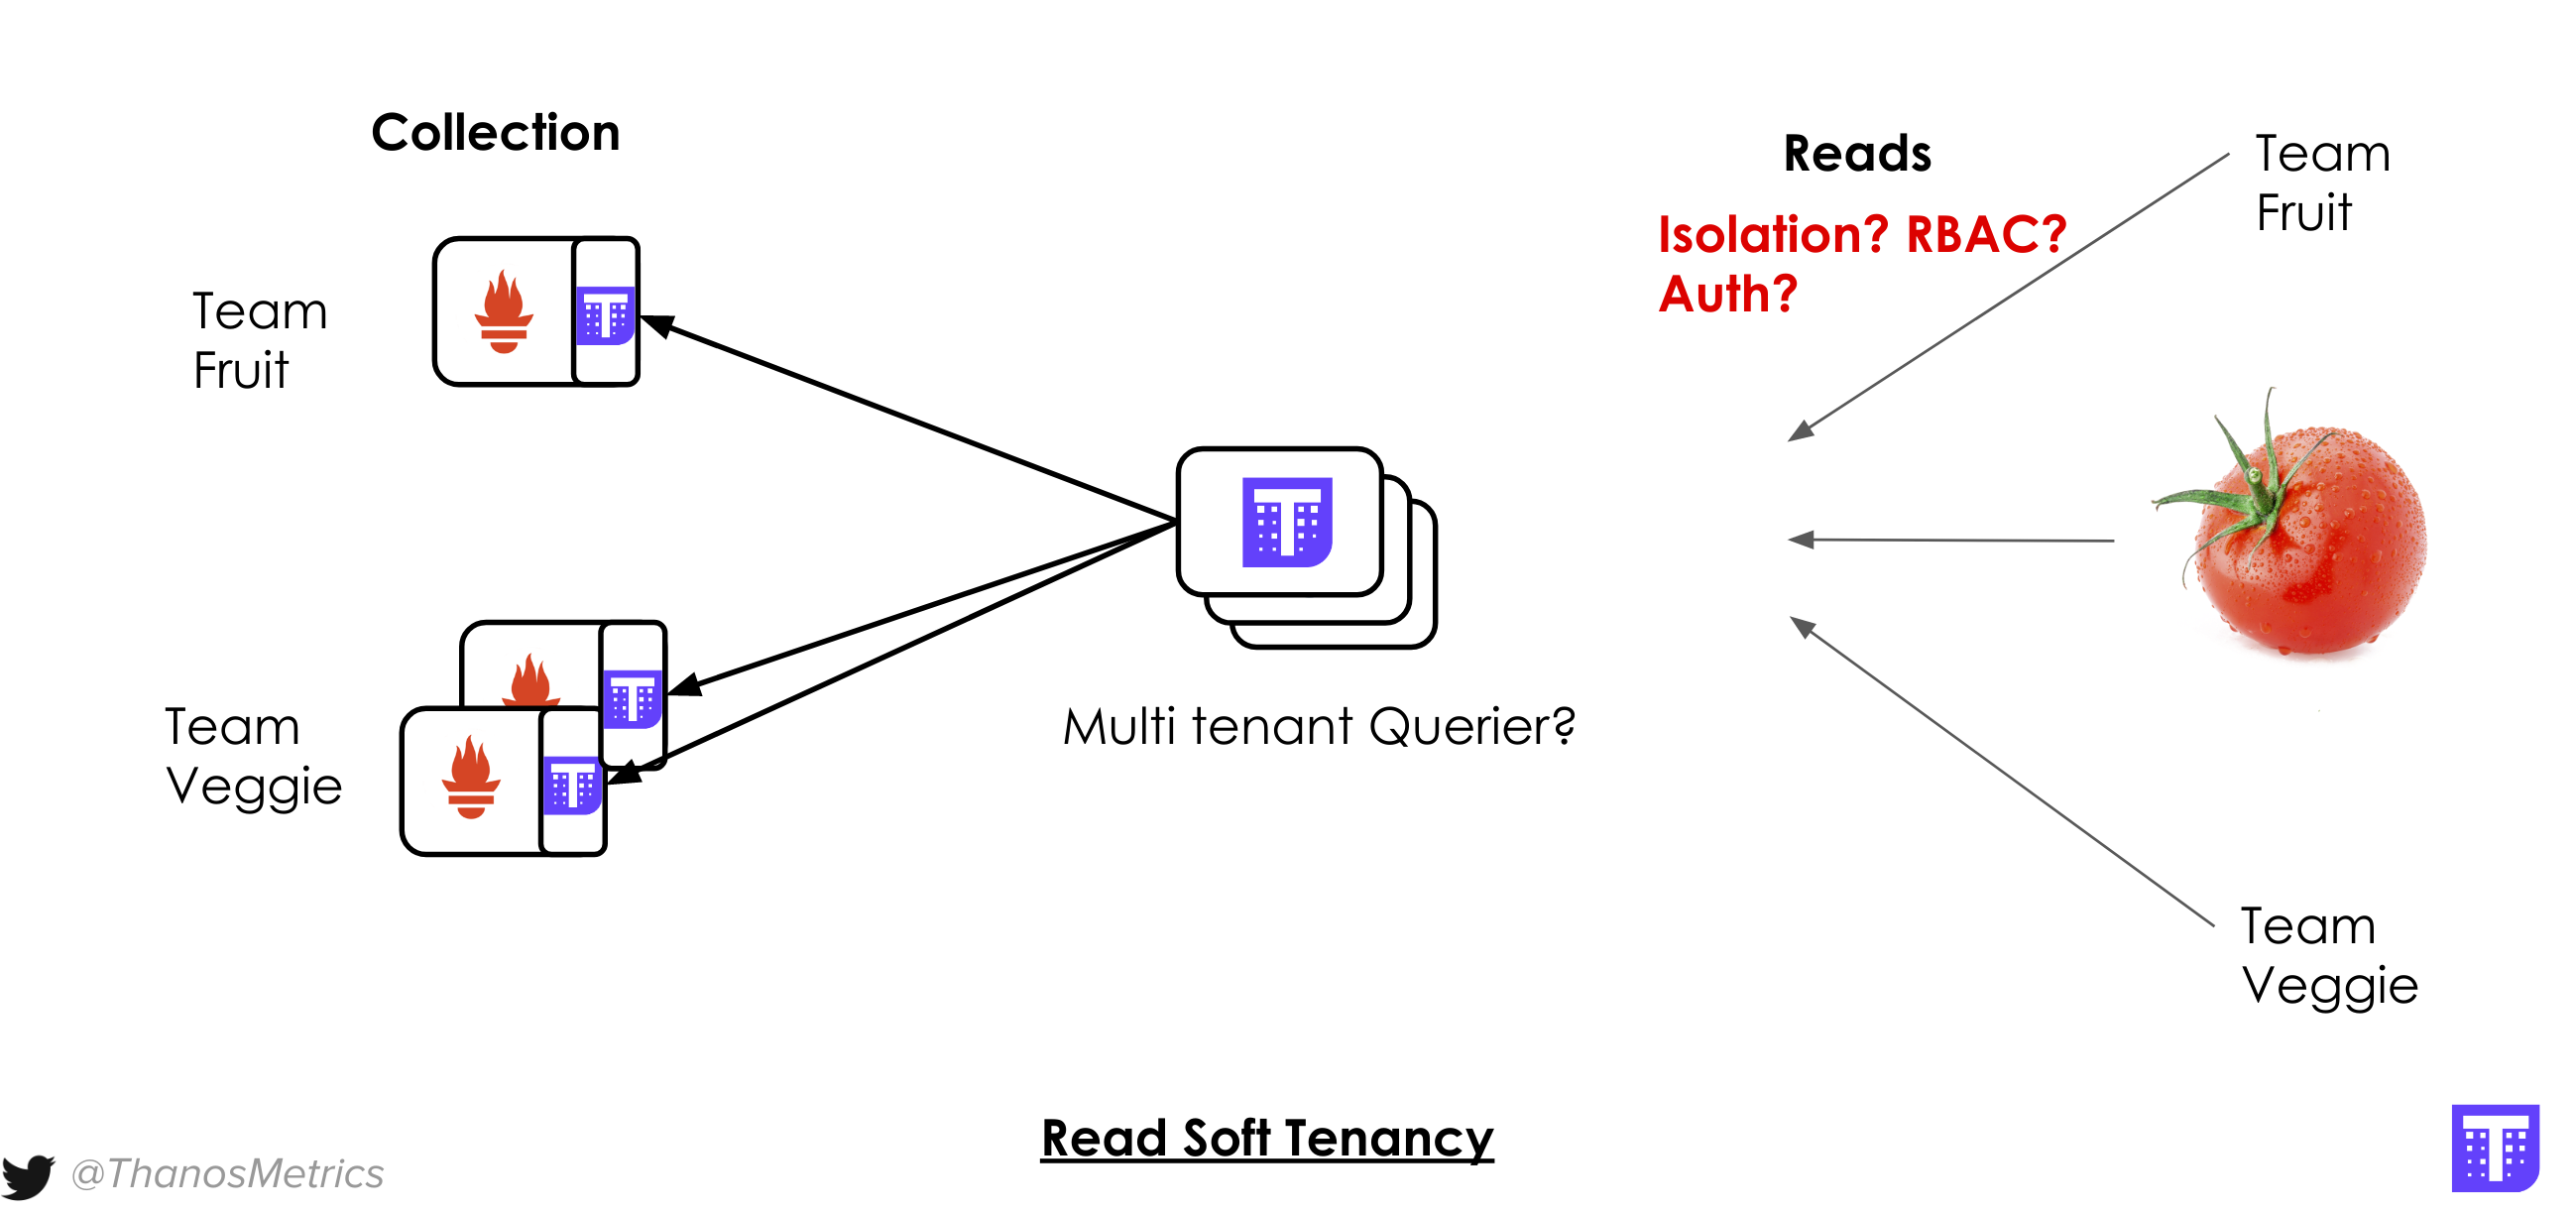 Collection
Reads
Isolation? RBAC?
Auth?
Team
Fruit
Team
Fruit
Multi tenant Querier?
Team
Veggie
Team
Veggie
Read Soft Tenancy
@ThanosMetrics